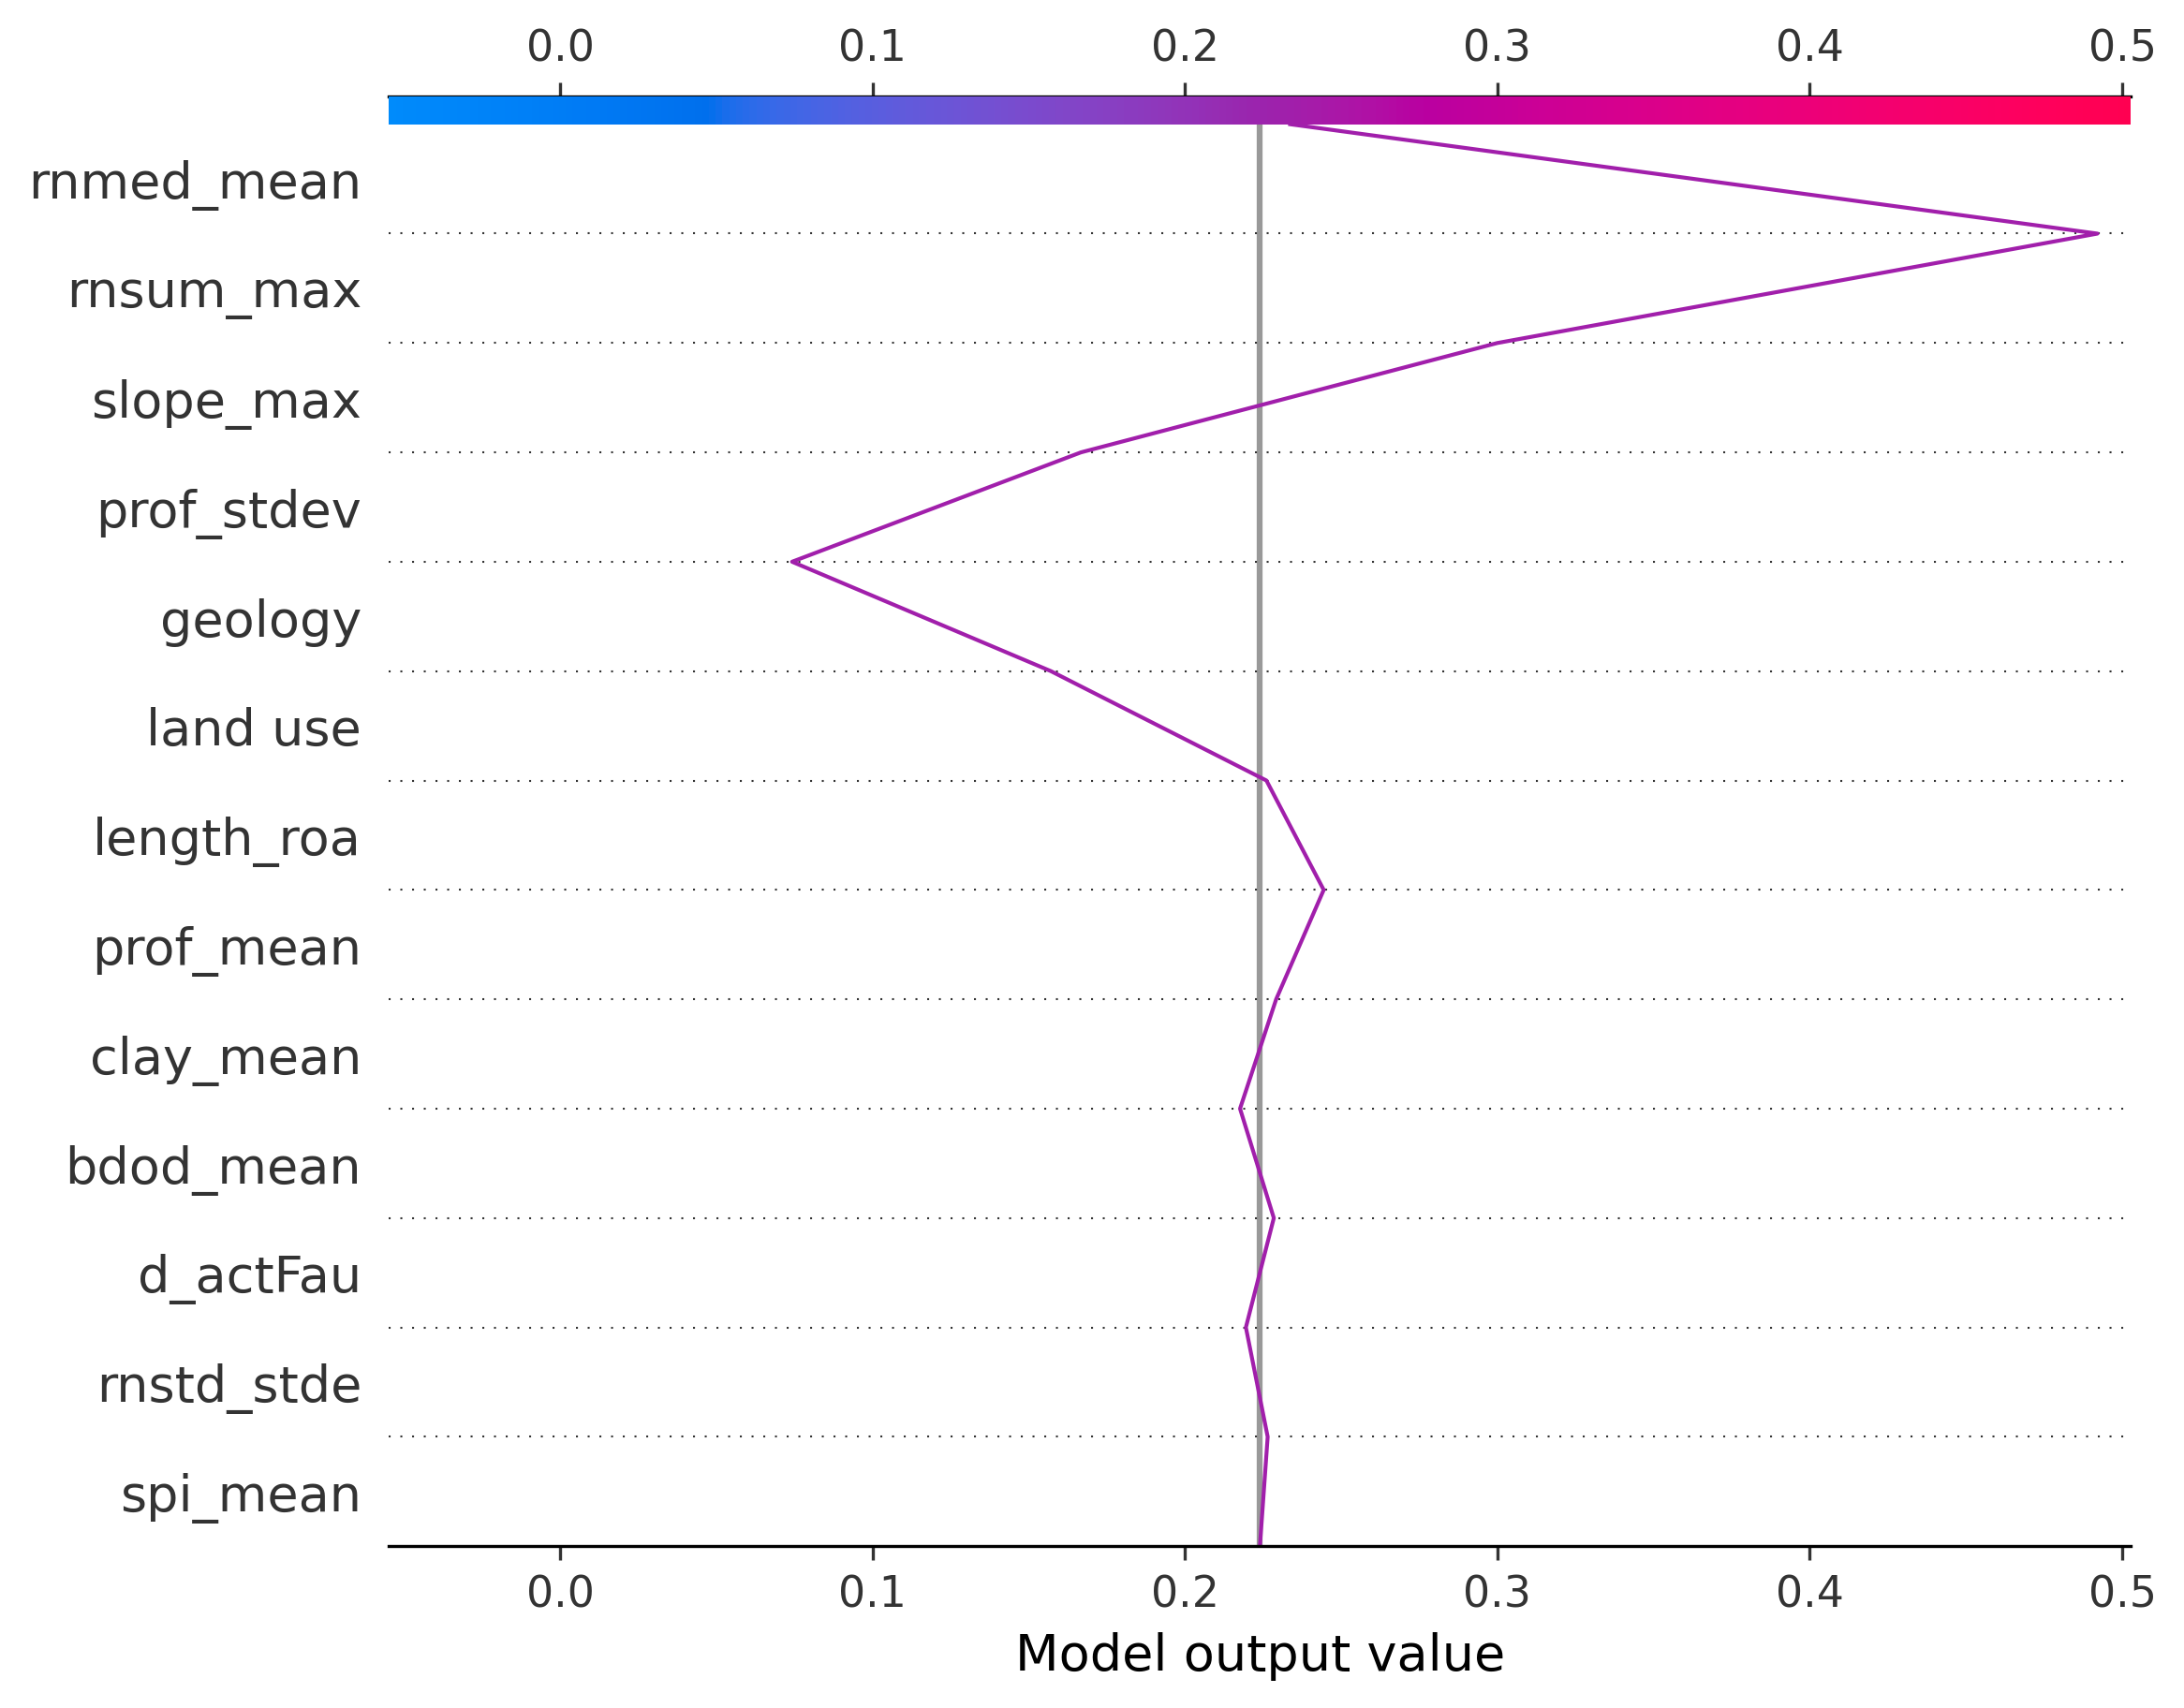 0.0 0.1 0.2 0.3 0.4 0.5
rnmed_mean
rnsum_max
slope_max
prof_stdev
geology
land use
length_roa
prof_mean
clay_mean
bdod_mean
d_actFau
rnstd_stde
spi_mean
0.0 0.1 0.2 0.3 0.4 0.5
Model output value